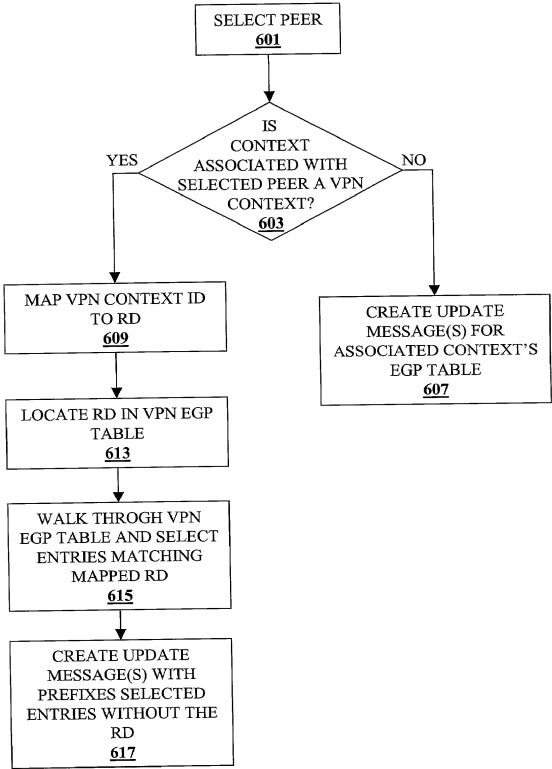 SELECT PEER
601
IS
CONTEXT
ASSOCIATED WITH
SELECTED PEER A VPN
CONTEXT?
603
YES
NO
MAP VPN CONTEXT ID
TO RD
609
CREATE UPDATE
MESSAGE(S) FOR
ASSOCIATED CONTEXT'S
EGP TABLE
607
LOCATE RD IN VPN EGP
TABLE
613
WALK THROGH VPN
EGP TABLE AND SELECT
ENTRIES MATCHING
MAPPED RD
615
CREATE UPDATE
MESSAGE(S) WITH
PREFIXES SELECTED
ENTRIES WITHOUT THE
RD
617